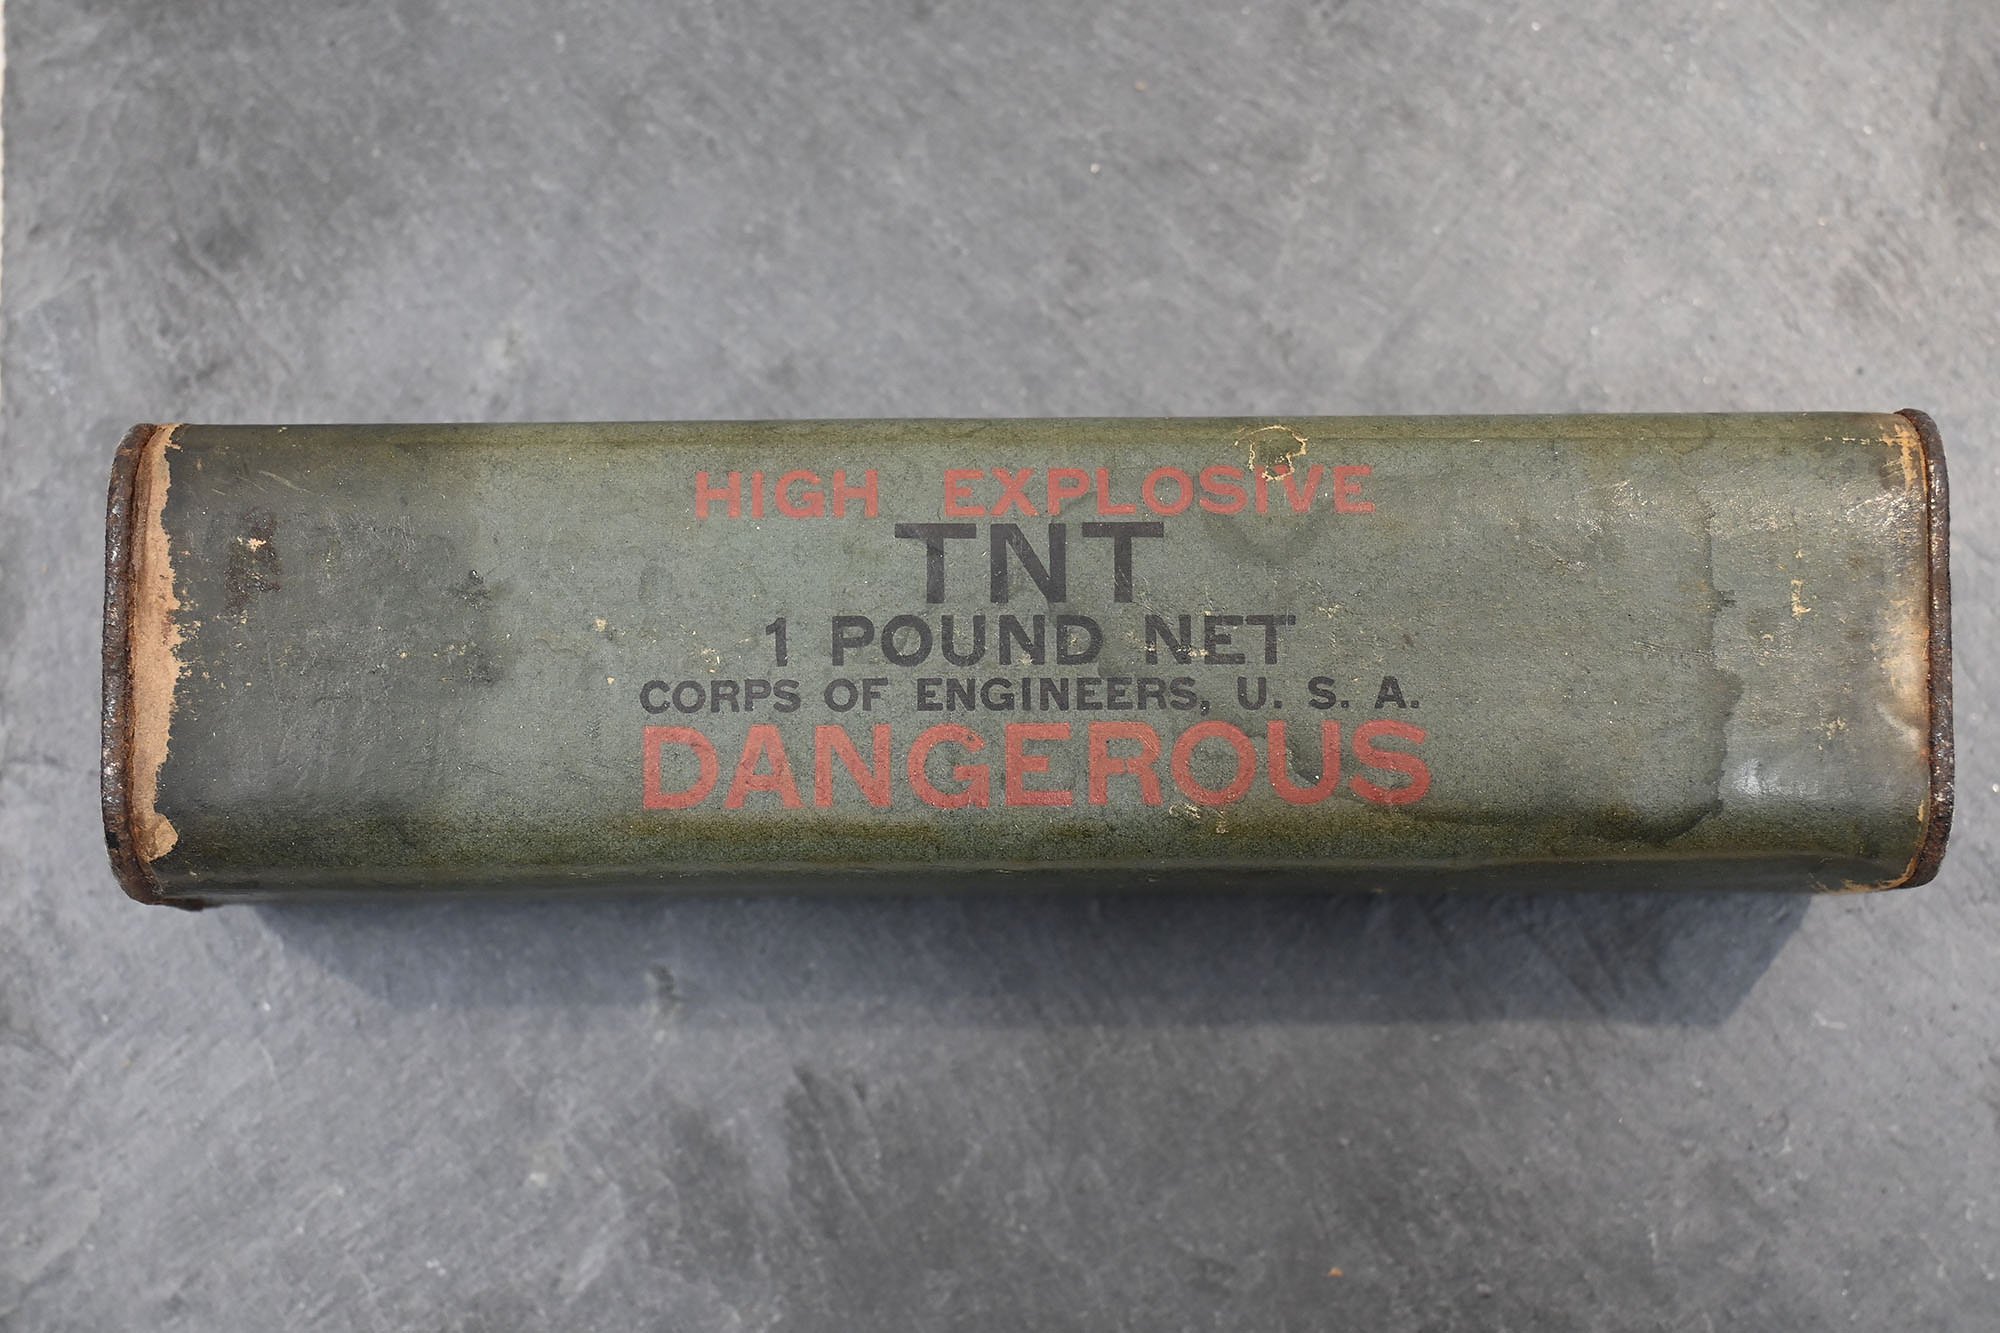 HIGH EXPLOSIVE
TNT
1 POUND NET
CORPS OF ENGINEERS, U. S. A.
DANGEROUS